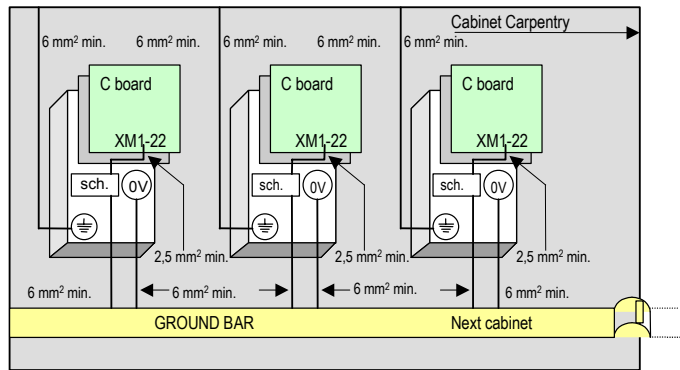 Cabinet Carpentry
6 mm² min. 6 mm² min. 6 mm² min. 6 mm² min. 6 mm² min.
C board C board C board
XM1-22 XM1-22 XM1-22
sch. 0V sch. 0V sch. 0V
2,5 mm² min. 2,5 mm² min. 2,5 mm² min.
6 mm² min. 6 mm² min. 6 mm² min. 6 mm² min.
GROUND BAR Next cabinet